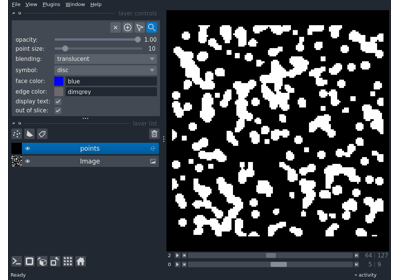 File View Plugins Window Help
layer controls
opacity: 1.00
point size: 10
blending: translucent
symbol: disc
face color: blue
edge color: dimgrey
display text:
out of slice:
layer list
points
Image
2 64 127
0 5 9
activity